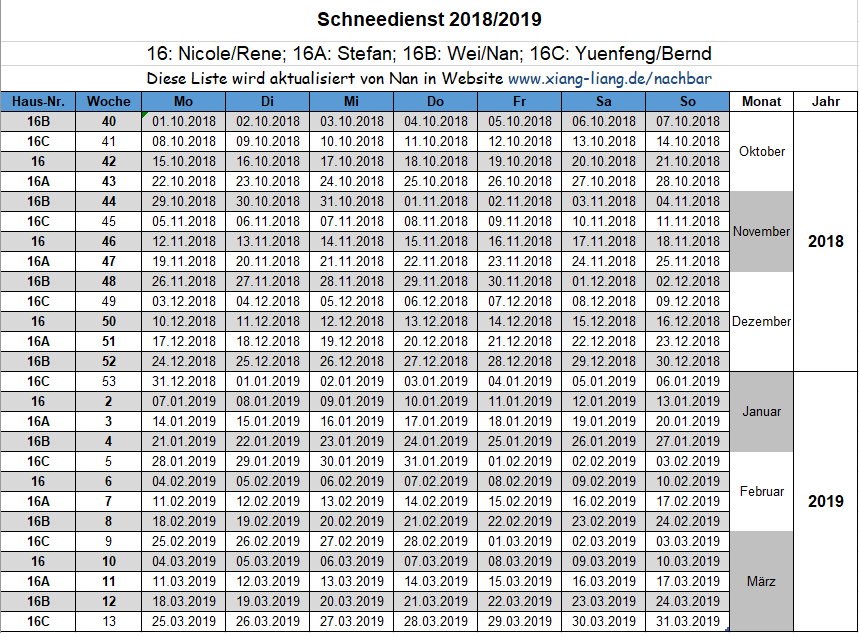 Schneedienst 2018/2019
16: Nicole/Rene; 16A: Stefan; 16B: Wei/Nan; 16C: Yuenfeng/Bernd
Diese Liste wird aktualisiert von Nan in Website www.xiang-liang.de/nachbar
Haus-Nr. Woche Mo Di Mi Do Fr Sa So Monat Jahr
16B 40 01.10.2018 02.10.2018 03.10.2018 04.10.2018 05.10.2018 06.10.2018 07.10.2018
16C 41 08.10.2018 09.10.2018 10.10.2018 11.10.2018 12.10.2018 13.10.2018 14.10.2018
Oktober
16 42 15.10.2018 16.10.2018 17.10.2018 18.10.2018 19.10.2018 20.10.2018 21.10.2018
16A 43 22.10.2018 23.10.2018 24.10.2018 25.10.2018 26.10.2018 27.10.2018 28.10.2018
16B 44 29.10.2018 30.10.2018 31.10.2018 01.11.2018 02.11.2018 03.11.2018 04.11.2018
16C 45 05.11.2018 06.11.2018 07.11.2018 08.11.2018 09.11.2018 10.11.2018 11.11.2018
November
16 46 12.11.2018 13.11.2018 14.11.2018 15.11.2018 16.11.2018 17.11.2018 18.11.2018 2018
16A 47 19.11.2018 20.11.2018 21.11.2018 22.11.2018 23.11.2018 24.11.2018 25.11.2018
16B 48 26.11.2018 27.11.2018 28.11.2018 29.11.2018 30.11.2018 01.12.2018 02.12.2018
16C 49 03.12.2018 04.12.2018 05.12.2018 06.12.2018 07.12.2018 08.12.2018 09.12.2018
16 50 10.12.2018 11.12.2018 12.12.2018 13.12.2018 14.12.2018 15.12.2018 16.12.2018 Dezember
16A 51 17.12.2018 18.12.2018 19.12.2018 20.12.2018 21.12.2018 22.12.2018 23.12.2018
16B 52 24.12.2018 25.12.2018 26.12.2018 27.12.2018 28.12.2018 29.12.2018 30.12.2018
16C 53 31.12.2018 01.01.2019 02.01.2019 03.01.2019 04.01.2019 05.01.2019 06.01.2019
16 2 07.01.2019 08.01.2019 09.01.2019 10.01.2019 11.01.2019 12.01.2019 13.01.2019
Januar
16A 3 14.01.2019 15.01.2019 16.01.2019 17.01.2019 18.01.2019 19.01.2019 20.01.2019
16B 4 21.01.2019 22.01.2019 23.01.2019 24.01.2019 25.01.2019 26.01.2019 27.01.2019
16C 5 28.01.2019 29.01.2019 30.01.2019 31.01.2019 01.02.2019 02.02.2019 03.02.2019
16 6 04.02.2019 05.02.2019 06.02.2019 07.02.2019 08.02.2019 09.02.2019 10.02.2019
Februar
16A 7 11.02.2019 12.02.2019 13.02.2019 14.02.2019 15.02.2019 16.02.2019 17.02.2019 2019
16B 8 18.02.2019 19.02.2019 20.02.2019 21.02.2019 22.02.2019 23.02.2019 24.02.2019
16C 9 25.02.2019 26.02.2019 27.02.2019 28.02.2019 01.03.2019 02.03.2019 03.03.2019
16 10 04.03.2019 05.03.2019 06.03.2019 07.03.2019 08.03.2019 09.03.2019 10.03.2019
16A 11 11.03.2019 12.03.2019 13.03.2019 14.03.2019 15.03.2019 16.03.2019 17.03.2019 März
16B 12 18.03.2019 19.03.2019 20.03.2019 21.03.2019 22.03.2019 23.03.2019 24.03.2019
16C 13 25.03.2019 26.03.2019 27.03.2019 28.03.2019 29.03.2019 30.03.2019 31.03.2019